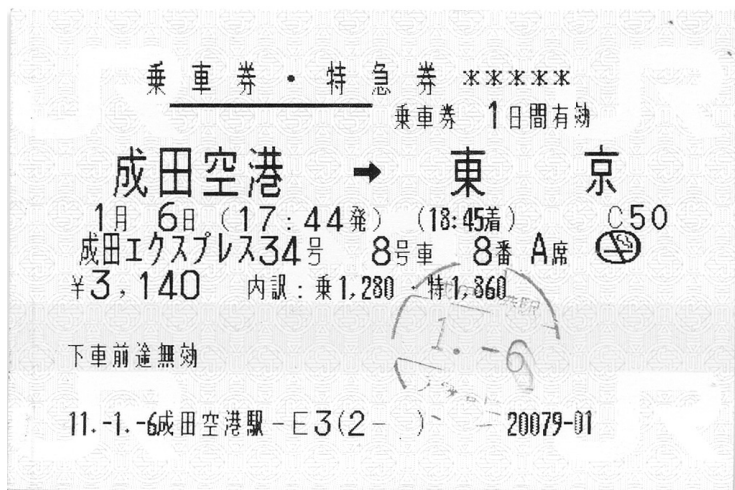 乗車券・特急券 *****
乗車券 1日間有効
成田空港 ➡ 東京
1月 6日 (17:44発) (18:45着) C50
成田エクスプレス34号 8号車 8番 A席
¥3,140 内訳:乗1,280・特1,860
1.-6
下車前途無効
11.-1.-6成田空港駅-E3(2- ) 20079-01
JR